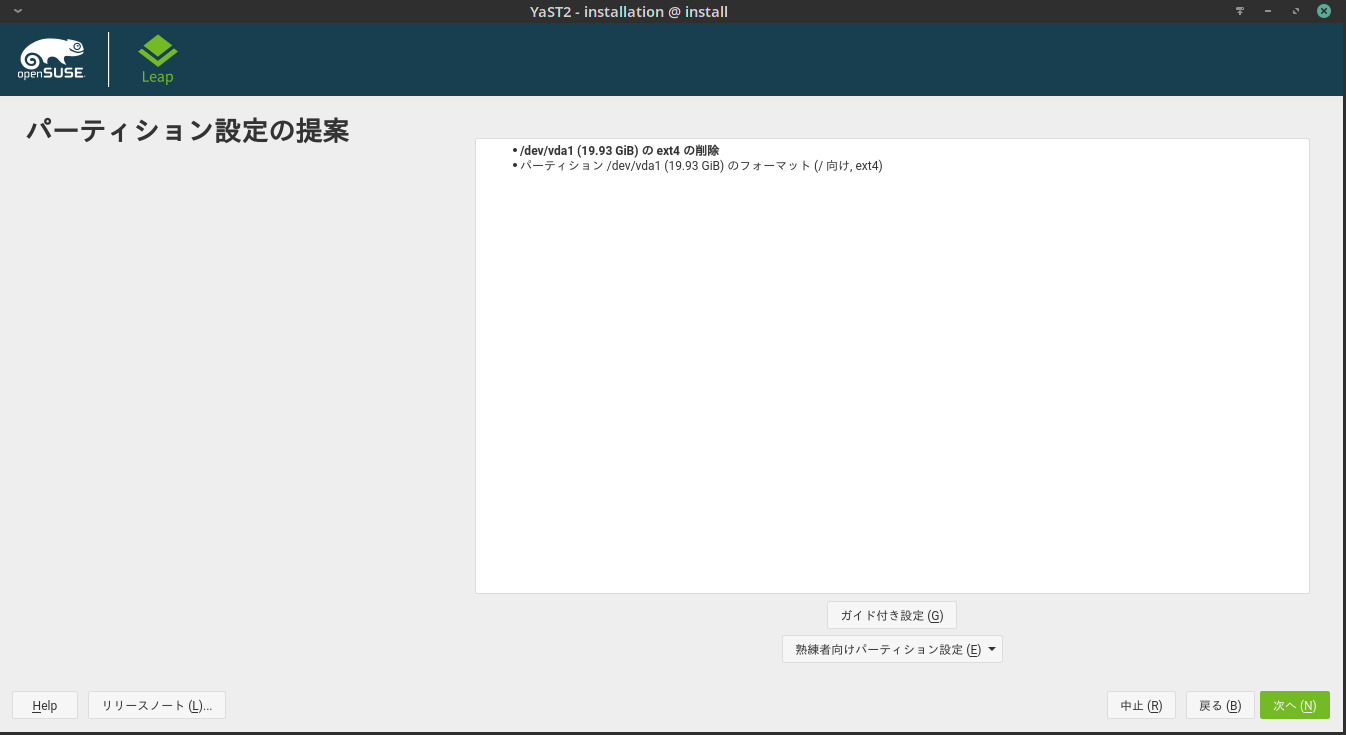 YaST2 - installation @ install
openSUSE
Leap
パーティション設定の提案
• /dev/vda1 (19.93 GiB) の ext4 の削除
• パーティション /dev/vda1 (19.93 GiB) のフォーマット (/ 向け, ext4)
ガイド付き設定 (G)
熟練者向けパーティション設定 (E)
Help
リリースノート (L)...
中止 (R)
戻る (B)
次へ (N)